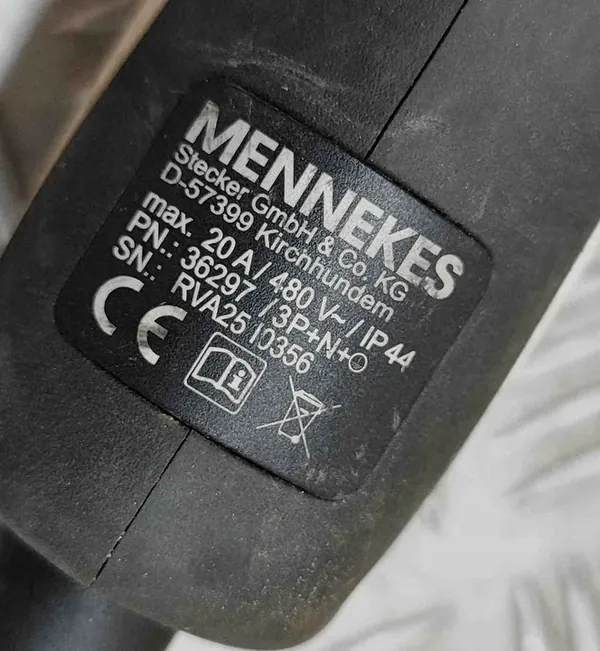 MENNEKES
Stecker GmbH & Co. KG
D-57399 Kirchhundem
max. 20 A / 480 V~ / IP 44
PN.: 36297 / 3P+N+⏚
SN.: RVA25 I0356
CE